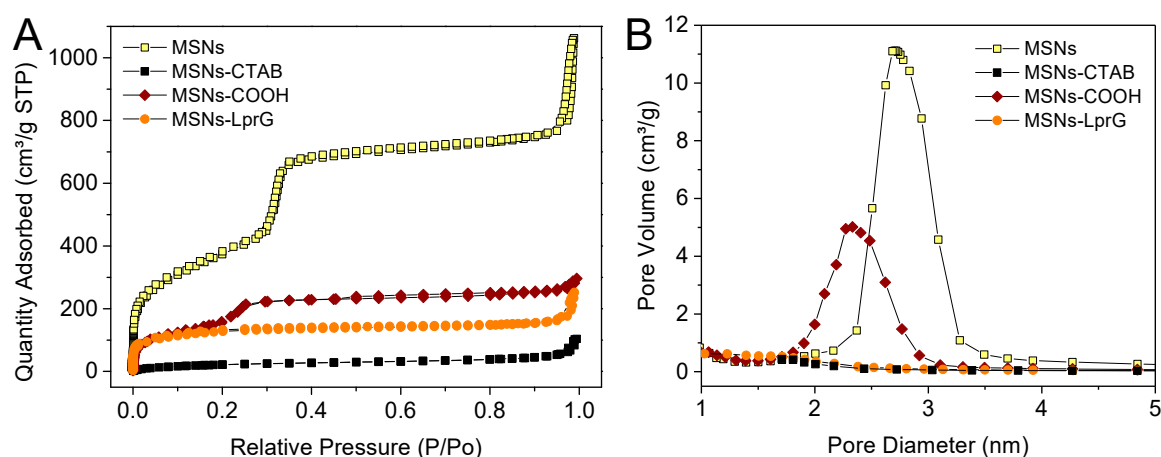 A
MSNs
MSNs-CTAB
MSNs-COOH
MSNs-LprG
Quantity Adsorbed (cm³/g STP)
1000
800
600
400
200
0
0.0 0.2 0.4 0.6 0.8 1.0
Relative Pressure (P/Po)
B
MSNs
MSNs-CTAB
MSNs-COOH
MSNs-LprG
Pore Volume (cm³/g)
12
10
8
6
4
2
0
1 2 3 4 5
Pore Diameter (nm)